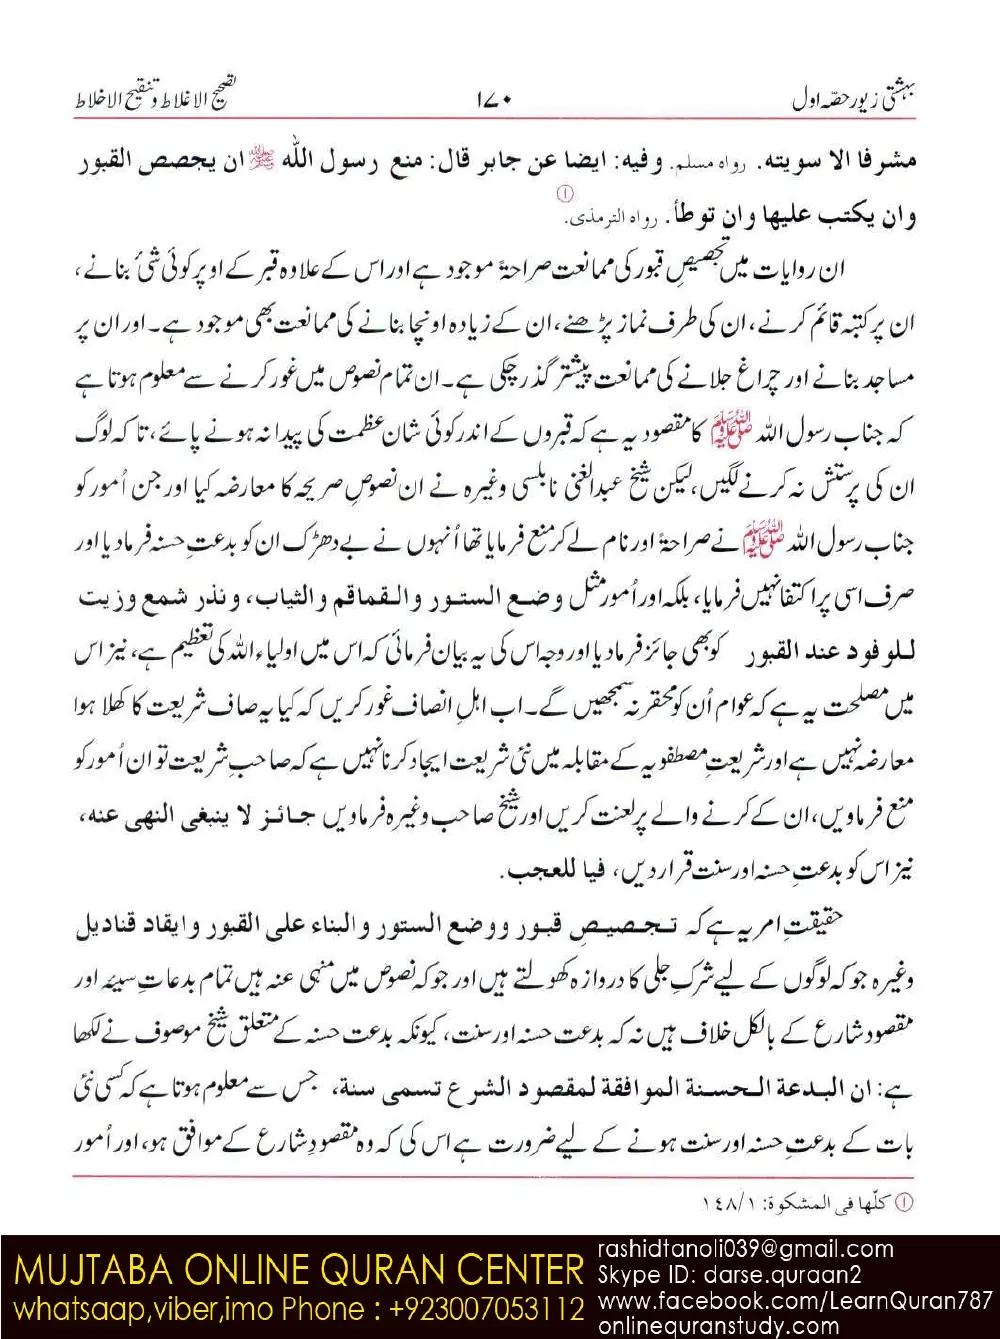 بہشتی زیور حصّہ اول ۱۷۰ تصحیح الاغلاط و تنقیح الاخلاط
مشرفا الا سويته. رواه مسلم. وفيه: ايضا عن جابر قال: منع رسول الله ﷺ ان يجصص القبور
وان يكتب عليها وان توطأ. رواه الترمذى. ①
ان روایات میں تجصیصِ قبور کی ممانعت صراحۃً موجود ہے اور اس کے علاوہ قبر کے اوپر کوئی شئ بنانے،
ان پر کتبہ قائم کرنے، ان کی طرف نماز پڑھنے، ان کے زیادہ اونچا بنانے کی ممانعت بھی موجود ہے۔ اور ان پر
مساجد بنانے اور چراغ جلانے کی ممانعت پیشتر گذر چکی ہے۔ ان تمام نصوص میں غور کرنے سے معلوم ہوتا ہے
کہ جناب رسول اللہ ﷺ کا مقصود یہ ہے کہ قبروں کے اندر کوئی شان عظمت کی پیدا نہ ہونے پائے، تا کہ لوگ
ان کی پرستش نہ کرنے لگیں، لیکن شیخ عبدالغنی نابلسی وغیرہ نے ان نصوصِ صریحہ کا معارضہ کیا اور جن اُمور کو
جناب رسول اللہ ﷺ نے صراحۃً اور نام لے کر منع فرمایا تھا اُنہوں نے بے دھڑک ان کو بدعتِ حسنہ فرما دیا اور
صرف اسی پر اکتفا نہیں فرمایا، بلکہ اور اُمور مثل وضع الستور والقماقم والثياب، ونذر شمع وزيت
للوفود عند القبور کو بھی جائز فرما دیا اور وجہ اس کی یہ بیان فرمائی کہ اس میں اولیاء اللہ کی تعظیم ہے، نیز اس
میں مصلحت یہ ہے کہ عوام اُن کو محقر نہ سمجھیں گے۔ اب اہلِ انصاف غور کریں کہ کیا یہ صاف شریعت کا کھلا ہوا
معارضہ نہیں ہے اور شریعتِ مصطفویہ کے مقابلہ میں نئی شریعت ایجاد کرنا نہیں ہے کہ صاحبِ شریعت تو ان اُمور کو
منع فرماویں، ان کے کرنے والے پر لعنت کریں اور شیخ صاحب وغیرہ فرماویں جائز لا ينبغى النهى عنه،
نیز اس کو بدعتِ حسنہ اور سنت قرار دیں، فيا للعجب.
حقیقتِ امر یہ ہے کہ تجصیصِ قبور ووضع الستور والبناء على القبور وايقاد قناديل
وغیرہ جو کہ لوگوں کے لیے شرکِ جلی کا دروازہ کھولتے ہیں اور جو کہ نصوص میں منہی عنہ ہیں تمام بدعاتِ سیئہ اور
مقصودِ شارع کے بالکل خلاف ہیں نہ کہ بدعت حسنہ اور سنت، کیونکہ بدعت حسنہ کے متعلق شیخ موصوف نے لکھا
ہے: ان البدعة الحسنة الموافقة لمقصود الشرع تسمى سنة، جس سے معلوم ہوتا ہے کہ کسی نئی
بات کے بدعتِ حسنہ اور سنت ہونے کے لیے ضرورت ہے اس کی کہ وہ مقصودِ شارع کے موافق ہو، اور اُمور
① كلّها فى المشكوة: ۱/۱٤۸
MUJTABA ONLINE QURAN CENTER
whatsaap,viber,imo Phone : +923007053112
rashidtanoli039@gmail.com
Skype ID: darse.quraan2
www.facebook.com/LearnQuran787
onlinequranstudy.com